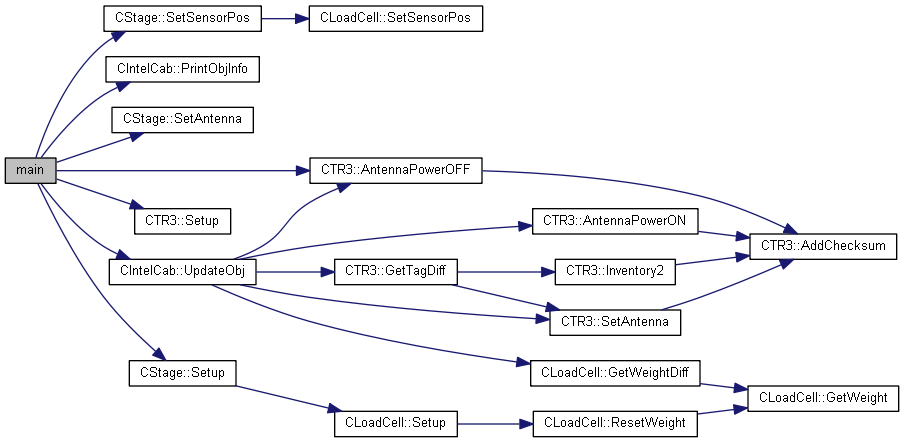 CStage::SetSensorPos
CLoadCell::SetSensorPos
CIntelCab::PrintObjInfo
CStage::SetAntenna
main
CTR3::AntennaPowerOFF
CTR3::Setup
CTR3::AntennaPowerON
CTR3::AddChecksum
CIntelCab::UpdateObj
CTR3::GetTagDiff
CTR3::Inventory2
CTR3::SetAntenna
CStage::Setup
CLoadCell::GetWeightDiff
CLoadCell::GetWeight
CLoadCell::Setup
CLoadCell::ResetWeight